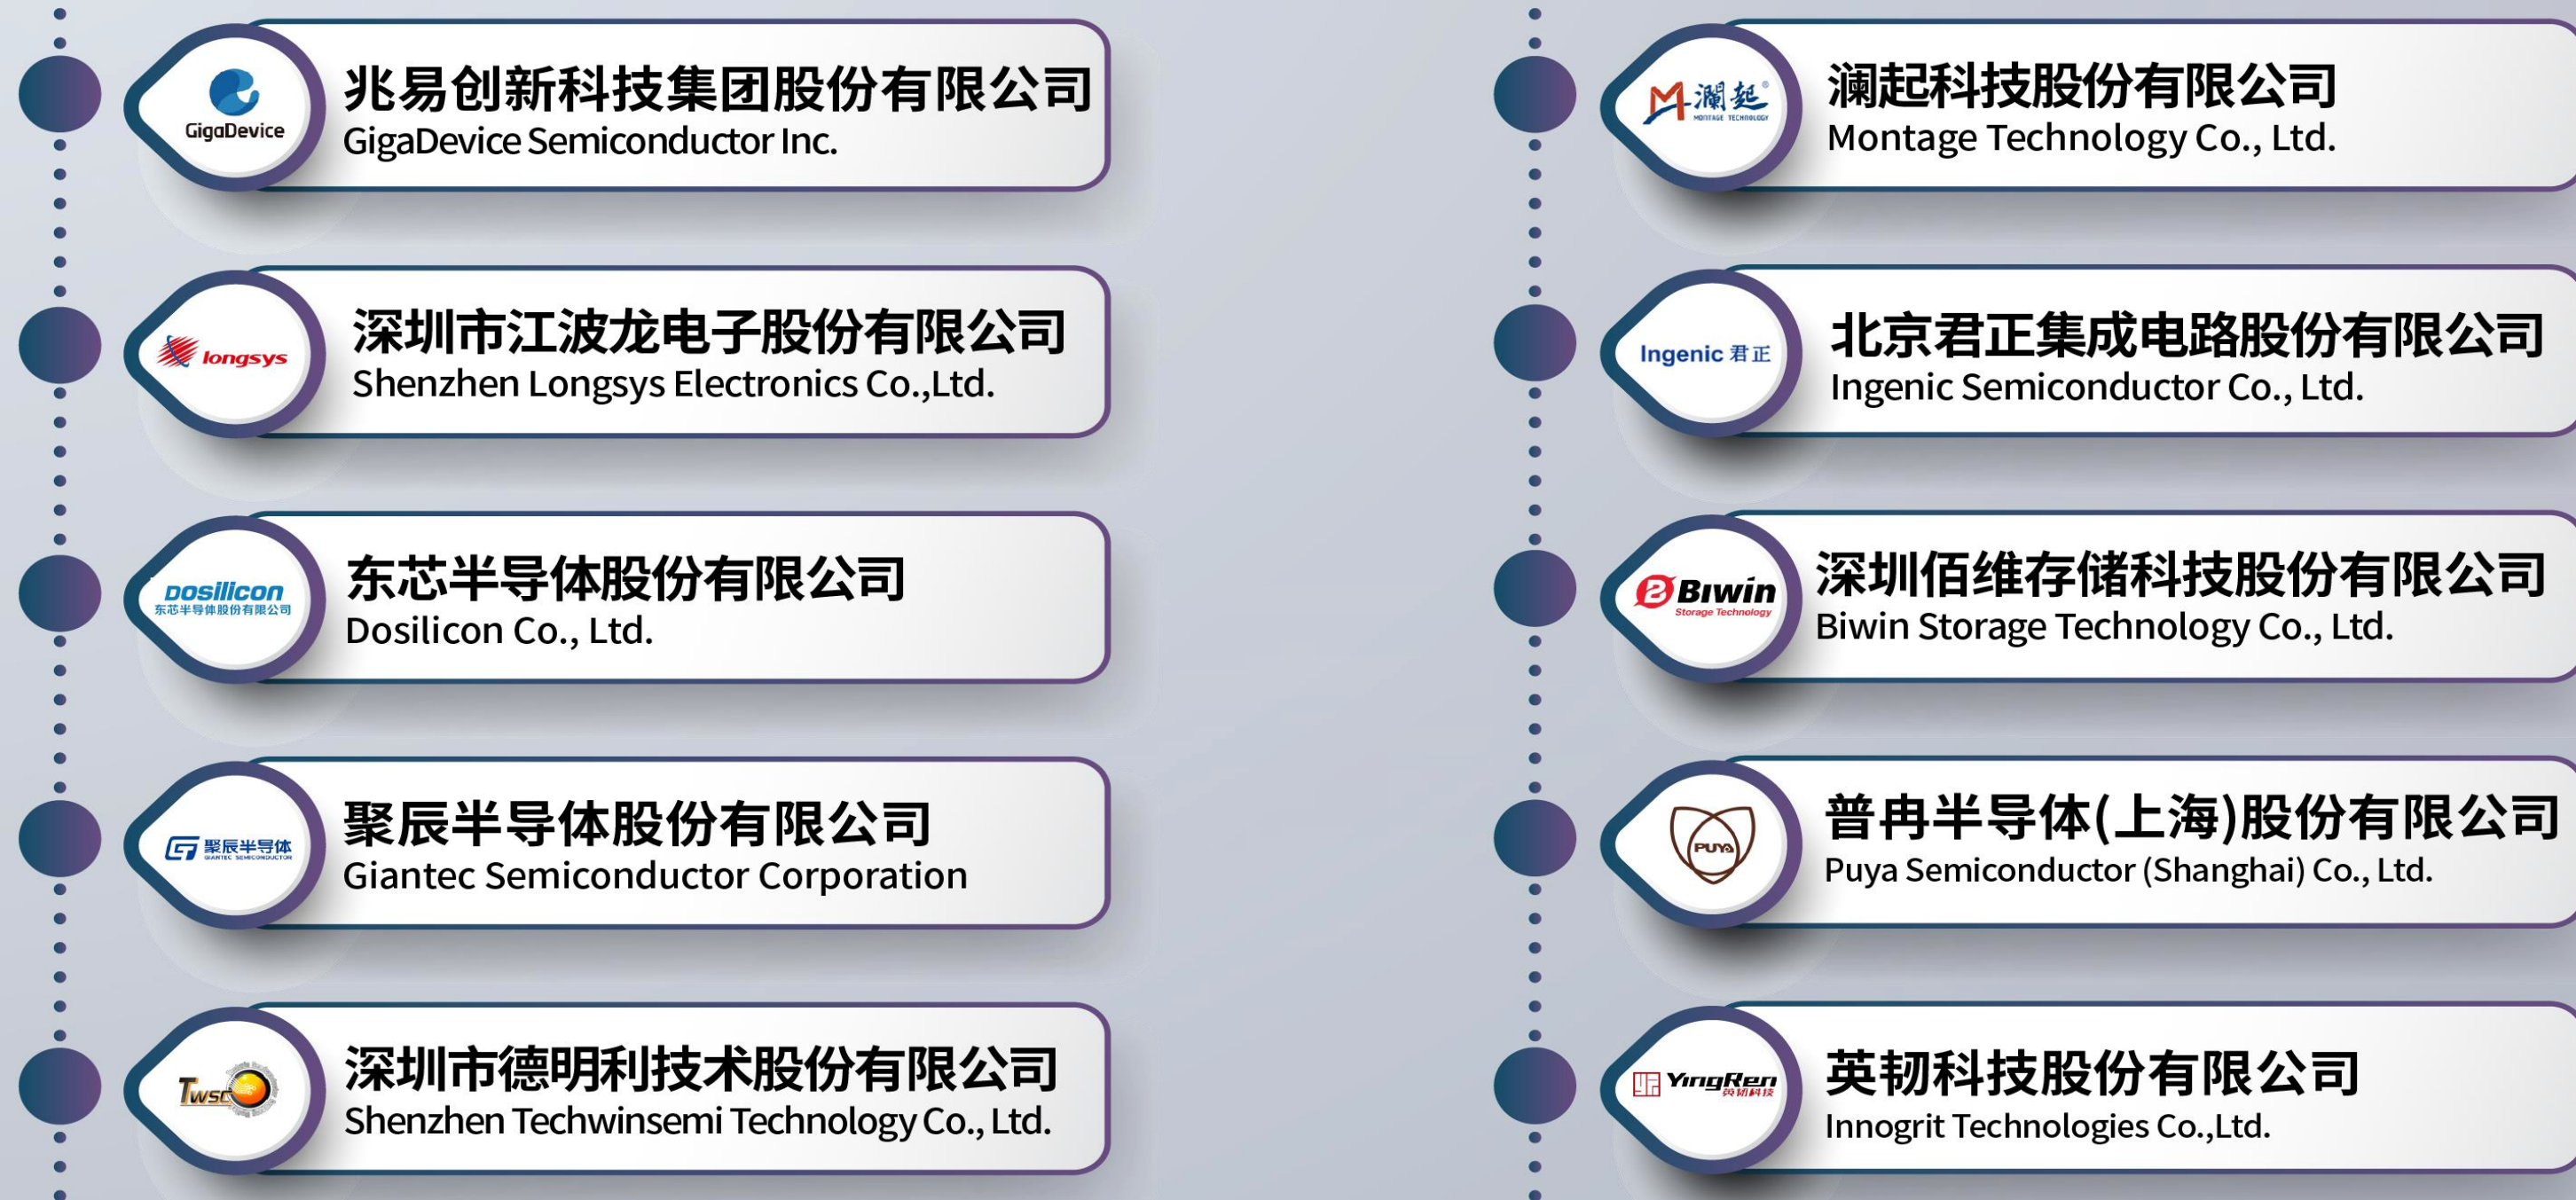 GigaDevice
兆易创新科技集团股份有限公司
GigaDevice Semiconductor Inc.
longsys
深圳市江波龙电子股份有限公司
Shenzhen Longsys Electronics Co.,Ltd.
Dosilicon
东芯半导体股份有限公司
东芯半导体股份有限公司
Dosilicon Co., Ltd.
聚辰半导体
GIANTEC SEMICONDUCTOR
聚辰半导体股份有限公司
Giantec Semiconductor Corporation
Twsc
深圳市德明利技术股份有限公司
Shenzhen Techwinsemi Technology Co., Ltd.
瀾起®
MONTAGE TECHNOLOGY
澜起科技股份有限公司
Montage Technology Co., Ltd.
Ingenic 君正
北京君正集成电路股份有限公司
Ingenic Semiconductor Co., Ltd.
BIWIN
Storage Technology
深圳佰维存储科技股份有限公司
Biwin Storage Technology Co., Ltd.
PUYA
普冉半导体(上海)股份有限公司
Puya Semiconductor (Shanghai) Co., Ltd.
YingRen
英韧科技
英韧科技股份有限公司
Innogrit Technologies Co.,Ltd.